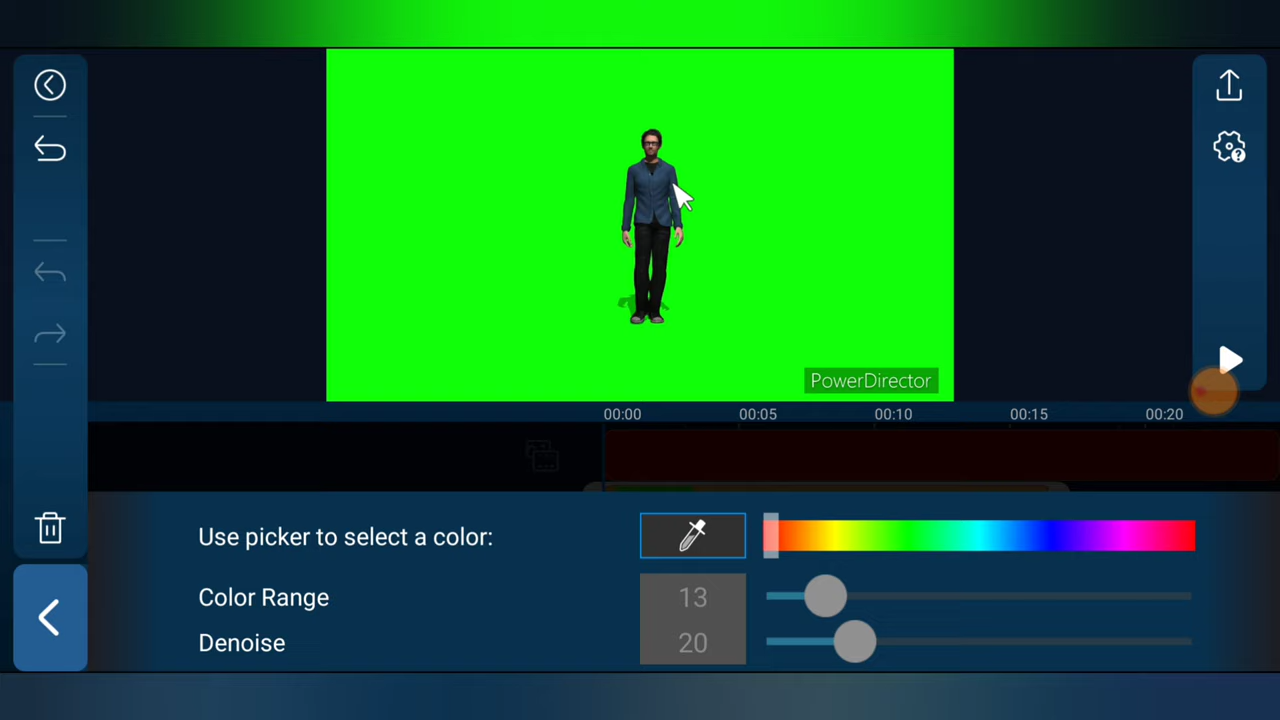 PowerDirector
00:00 00:05 00:10 00:15 00:20
Use picker to select a color:
Color Range 13
Denoise 20